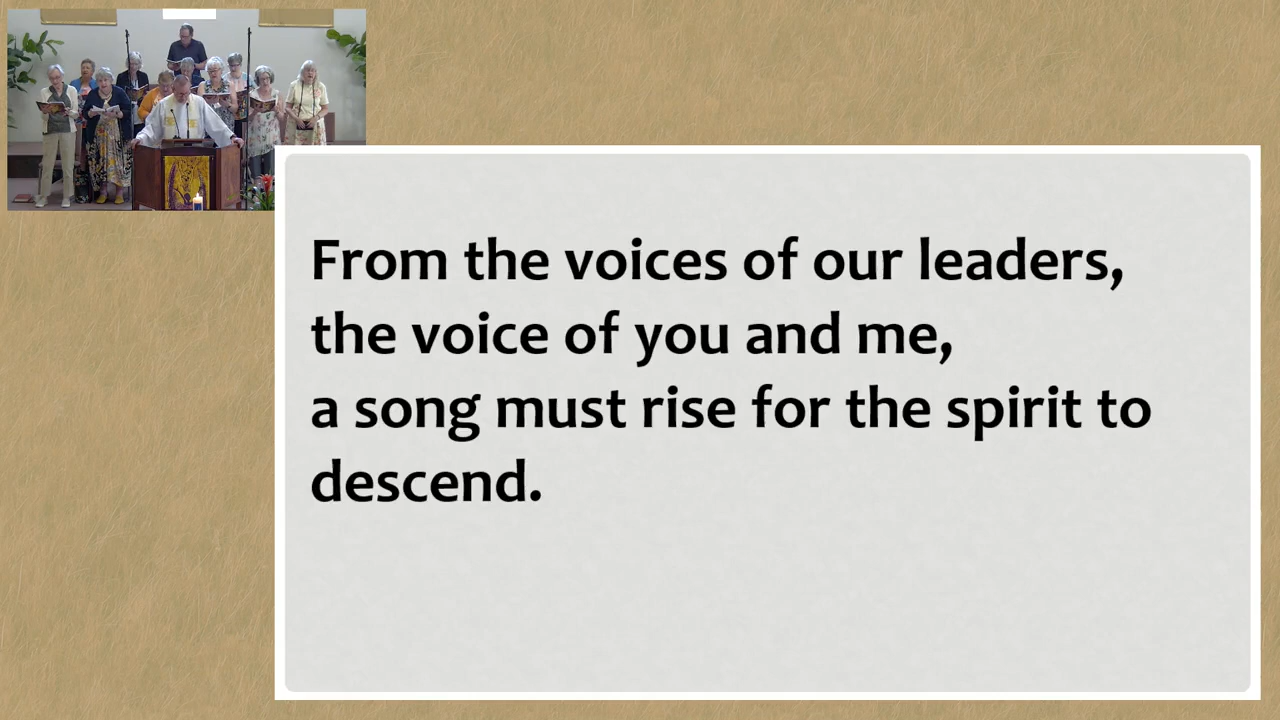 From the voices of our leaders,
the voice of you and me,
a song must rise for the spirit to
descend.